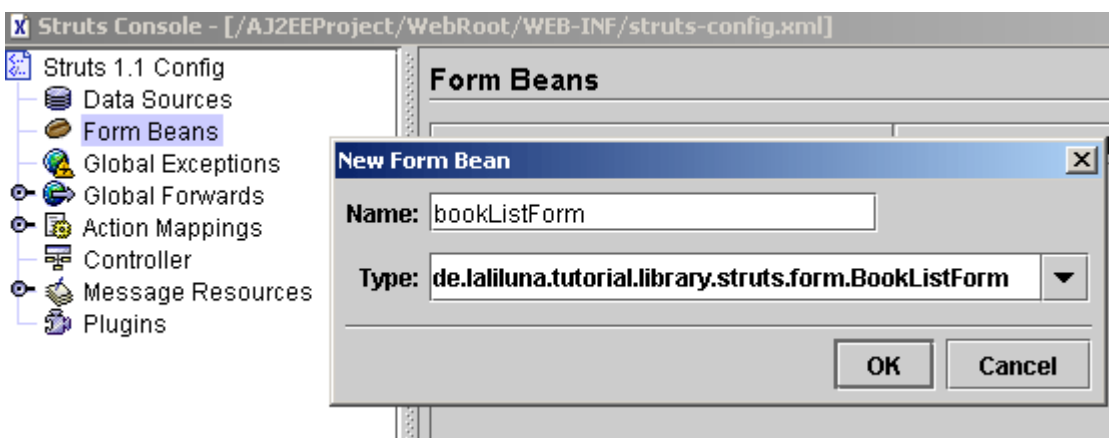 Struts Console - [/AJ2EEProject/WebRoot/WEB-INF/struts-config.xml]
Struts 1.1 Config
Data Sources
Form Beans
Global Exceptions
Global Forwards
Action Mappings
Controller
Message Resources
Plugins
Form Beans
New Form Bean
Name: bookListForm
Type: de.laliluna.tutorial.library.struts.form.BookListForm
OK Cancel